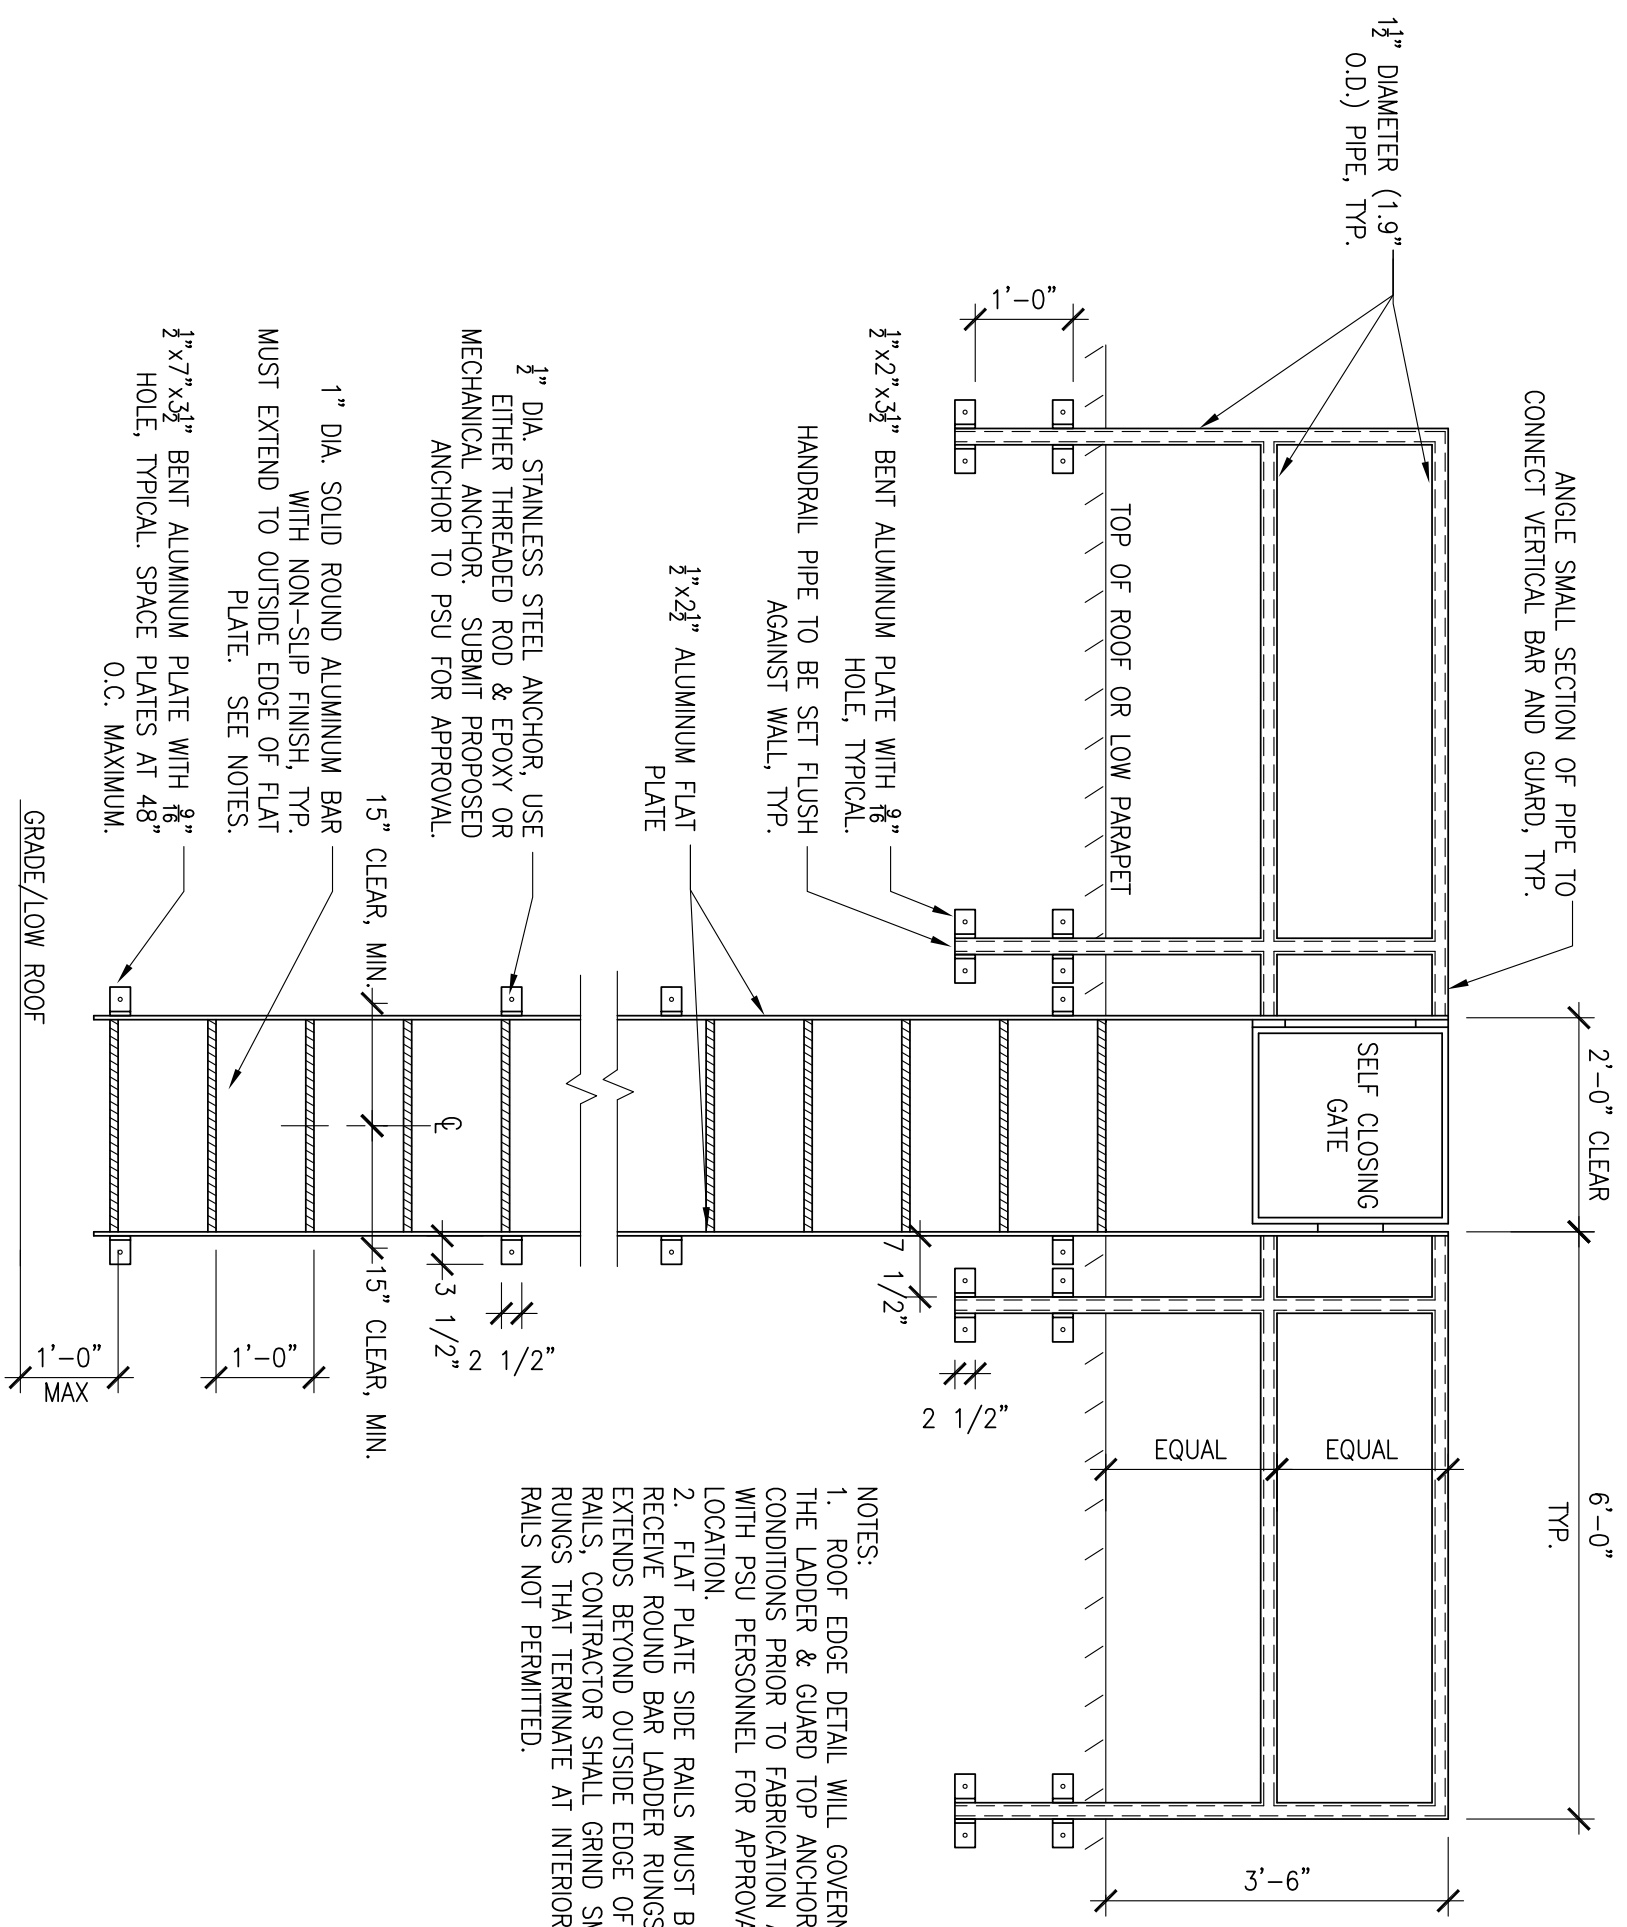 ANGLE SMALL SECTION OF PIPE TO
CONNECT VERTICAL BAR AND GUARD, TYP.
2'-0" CLEAR
6'-0"
TYP.
1 1/2" DIAMETER (1.9"
O.D.) PIPE, TYP.
SELF CLOSING
GATE
EQUAL
EQUAL
3'-6"
1'-0"
TOP OF ROOF OR LOW PARAPET
1/2"x2"x3 1/2" BENT ALUMINUM PLATE WITH 9/16"
HOLE, TYPICAL.
HANDRAIL PIPE TO BE SET FLUSH
AGAINST WALL, TYP.
1/2"x2 1/2" ALUMINUM FLAT
PLATE
7 1/2"
2 1/2"
1/2" DIA. STAINLESS STEEL ANCHOR, USE
EITHER THREADED ROD & EPOXY OR
MECHANICAL ANCHOR. SUBMIT PROPOSED
ANCHOR TO PSU FOR APPROVAL.
2 1/2"
3 1/2"
CL
15" CLEAR, MIN.
15" CLEAR, MIN.
1" DIA. SOLID ROUND ALUMINUM BAR
WITH NON-SLIP FINISH, TYP.
MUST EXTEND TO OUTSIDE EDGE OF FLAT
PLATE. SEE NOTES.
1/2"x7"x3 1/2" BENT ALUMINUM PLATE WITH 9/16"
HOLE, TYPICAL. SPACE PLATES AT 48"
O.C. MAXIMUM.
1'-0"
1'-0"
MAX
GRADE/LOW ROOF
NOTES:
1. ROOF EDGE DETAIL WILL GOVERN
THE LADDER & GUARD TOP ANCHOR
CONDITIONS PRIOR TO FABRICATION
WITH PSU PERSONNEL FOR
LOCATION.
2. FLAT PLATE SIDE RAILS MUST
RECEIVE ROUND BAR LADDER RUNGS
EXTENDS BEYOND OUTSIDE EDGE OF
RAILS, CONTRACTOR SHALL GRIND
RUNGS THAT TERMINATE AT INTERIOR
RAILS NOT PERMITTED.